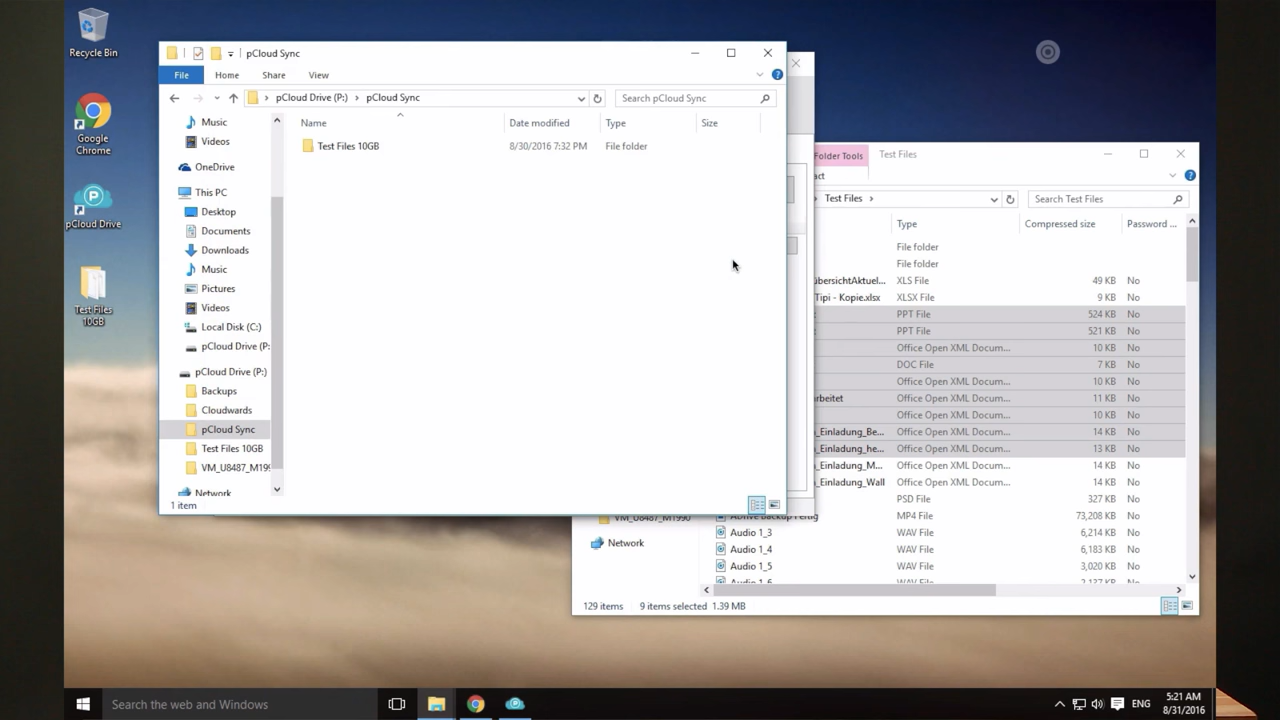 Recycle Bin
Google Chrome
pCloud Drive
Test Files 10GB
pCloud Sync
File Home Share View
pCloud Drive (P:) pCloud Sync
Search pCloud Sync
Name Date modified Type Size
Test Files 10GB 8/30/2016 7:32 PM File folder
Music
Videos
OneDrive
This PC
Desktop
Documents
Downloads
Music
Pictures
Videos
Local Disk (C:)
pCloud Drive (P:
pCloud Drive (P:)
Backups
Cloudwards
pCloud Sync
Test Files 10GB
VM_U8487_M199
Network
1 item
Folder Tools Test Files
act
Test Files
Search Test Files
Type Compressed size Password ...
File folder
File folder
übersichtAktuel... XLS File 49 KB No
Tipi - Kopie.xlsx XLSX File 9 KB No
PPT File 524 KB No
PPT File 521 KB No
Office Open XML Docum... 10 KB No
DOC File 7 KB No
Office Open XML Docum... 10 KB No
rbeitet Office Open XML Docum... 11 KB No
Office Open XML Docum... 10 KB No
_Einladung_Be... Office Open XML Docum... 14 KB No
_Einladung_he... Office Open XML Docum... 13 KB No
_Einladung_M... Office Open XML Docum... 14 KB No
_Einladung_Wall Office Open XML Docum... 14 KB No
PSD File 327 KB No
MP4 File 73,208 KB No
Audio 1_3 WAV File 6,214 KB No
Audio 1_4 WAV File 6,183 KB No
Audio 1_5 WAV File 3,020 KB No
Audio 1_6 WAV File 2,127 KB No
VM_U8487_M1990
Network
129 items 9 items selected 1.39 MB
Search the web and Windows
ENG
5:21 AM
8/31/2016